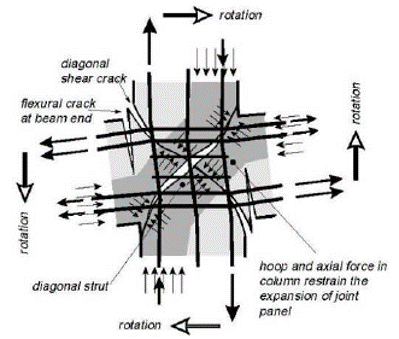 rotation
diagonal
shear crack
flexural crack
at beam end
rotation
rotation
diagonal strut
hoop and axial force in
column restrain the
expansion of joint
panel
rotation